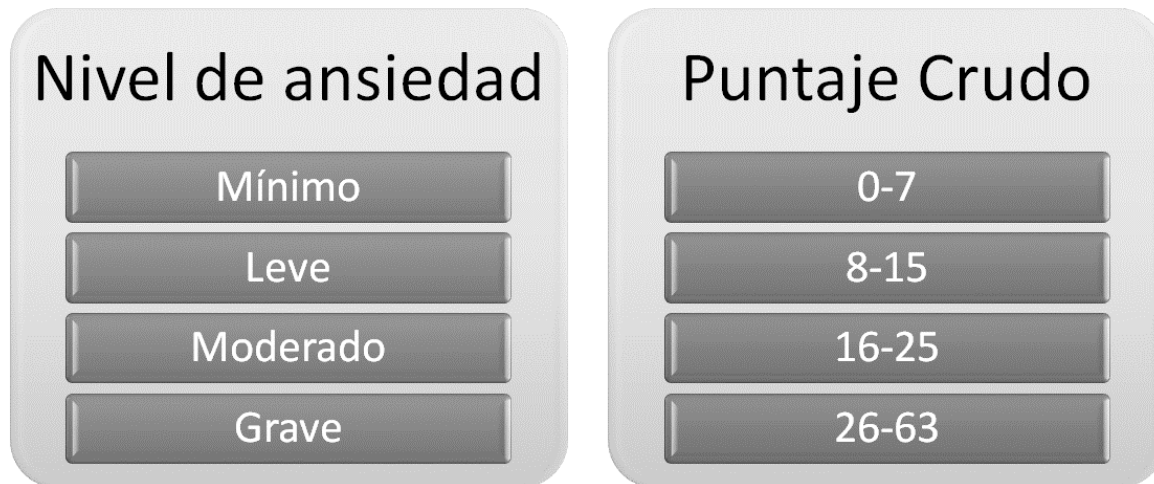 Nivel de ansiedad
Mínimo
Leve
Moderado
Grave
Puntaje Crudo
0-7
8-15
16-25
26-63